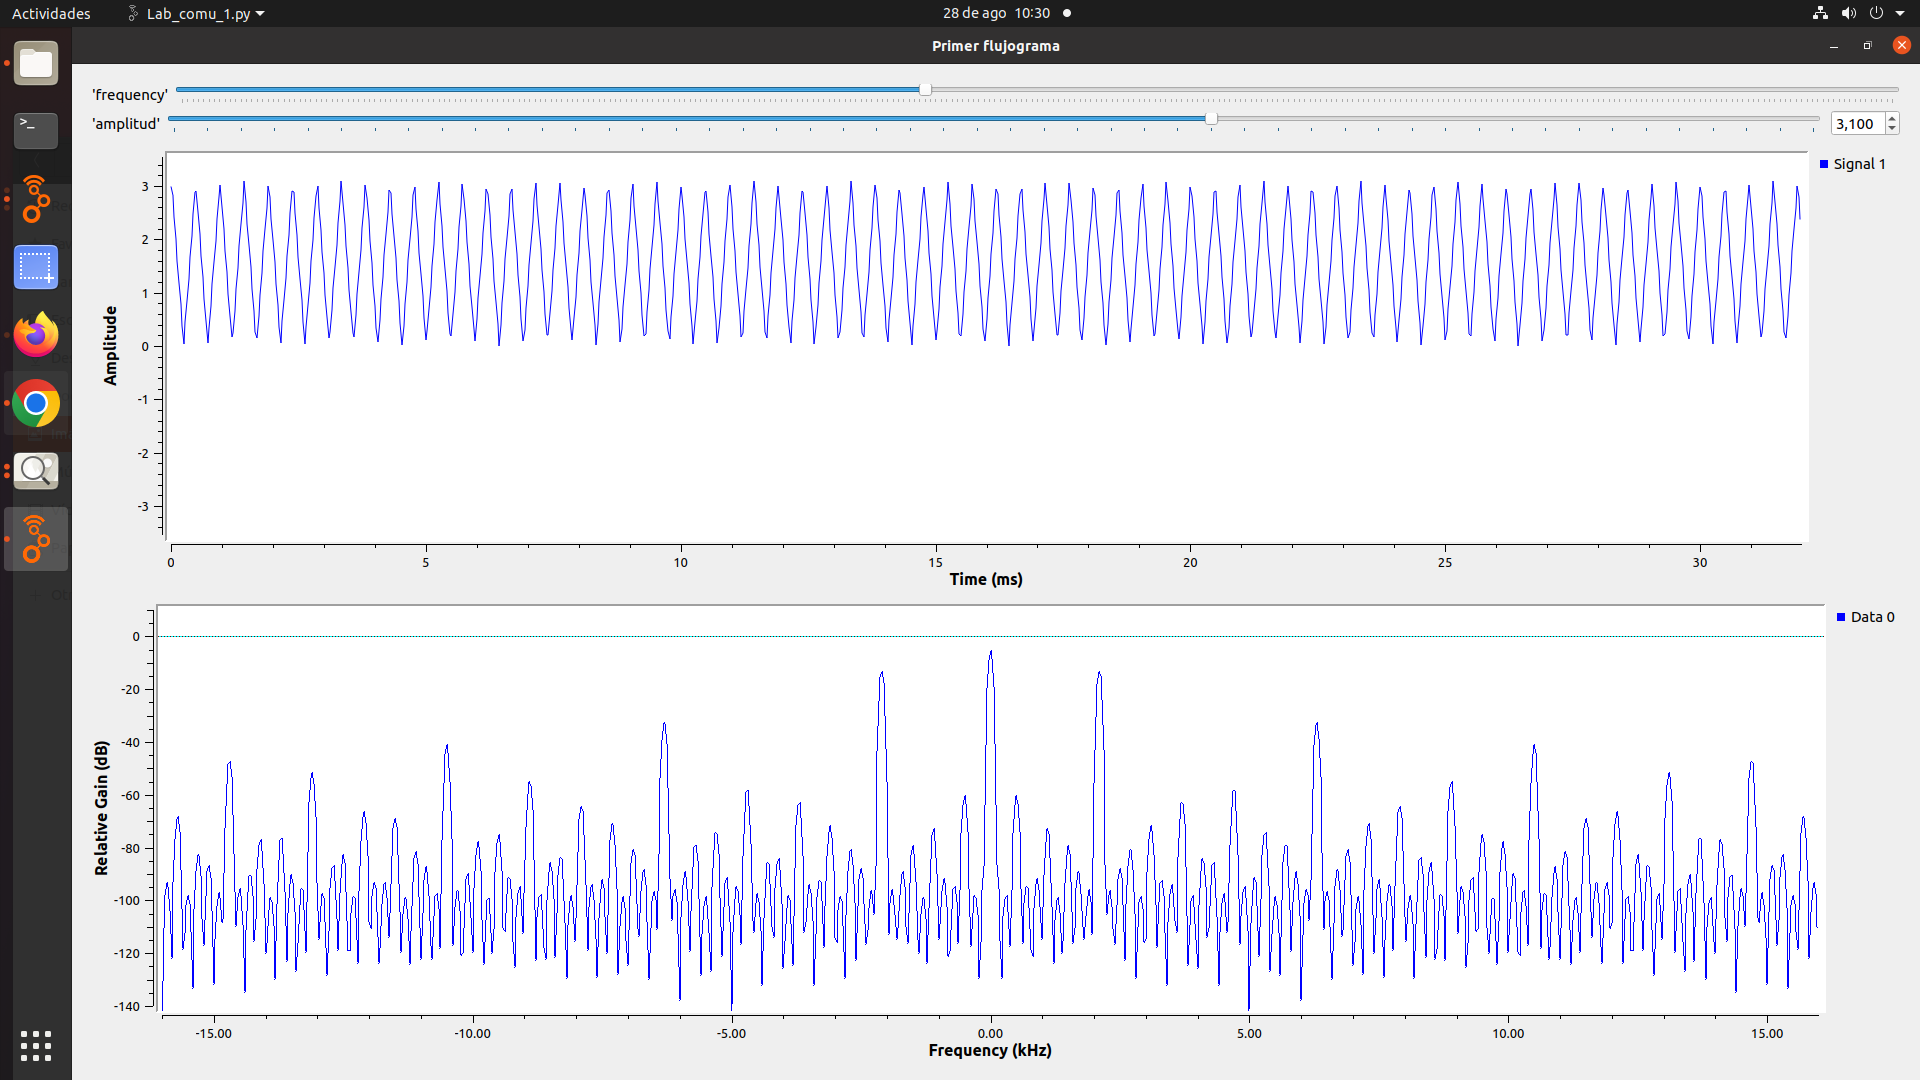 Actividades Lab_comu_1.py 28 de ago 10:30
Primer flujograma
'frequency'
'amplitud' 3,100
Signal 1
3
2
1
0
-1
-2
-3
Amplitude
0 5 10 15 20 25 30
Time (ms)
Data 0
0
-20
-40
-60
-80
-100
-120
-140
Relative Gain (dB)
-15.00 -10.00 -5.00 0.00 5.00 10.00 15.00
Frequency (kHz)